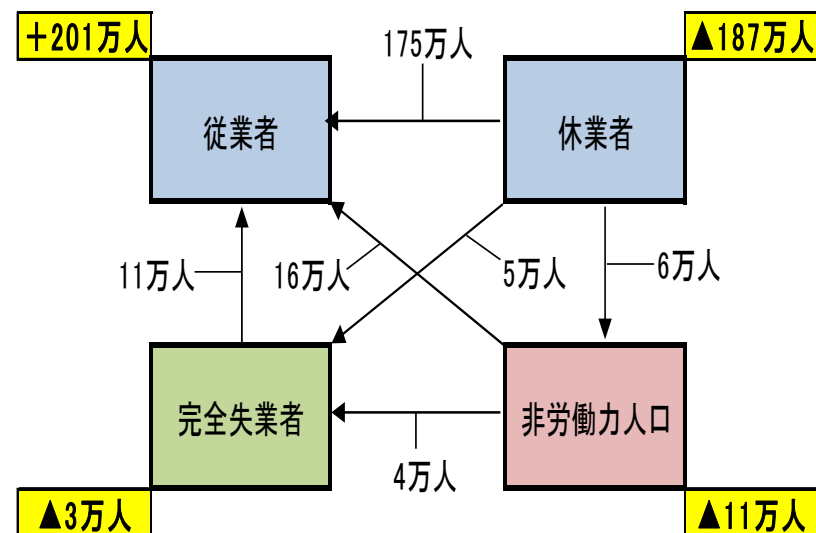 ＋201万人
175万人
▲187万人
従業者
休業者
11万人
16万人
5万人
6万人
完全失業者
非労働力人口
4万人
▲3万人
▲11万人